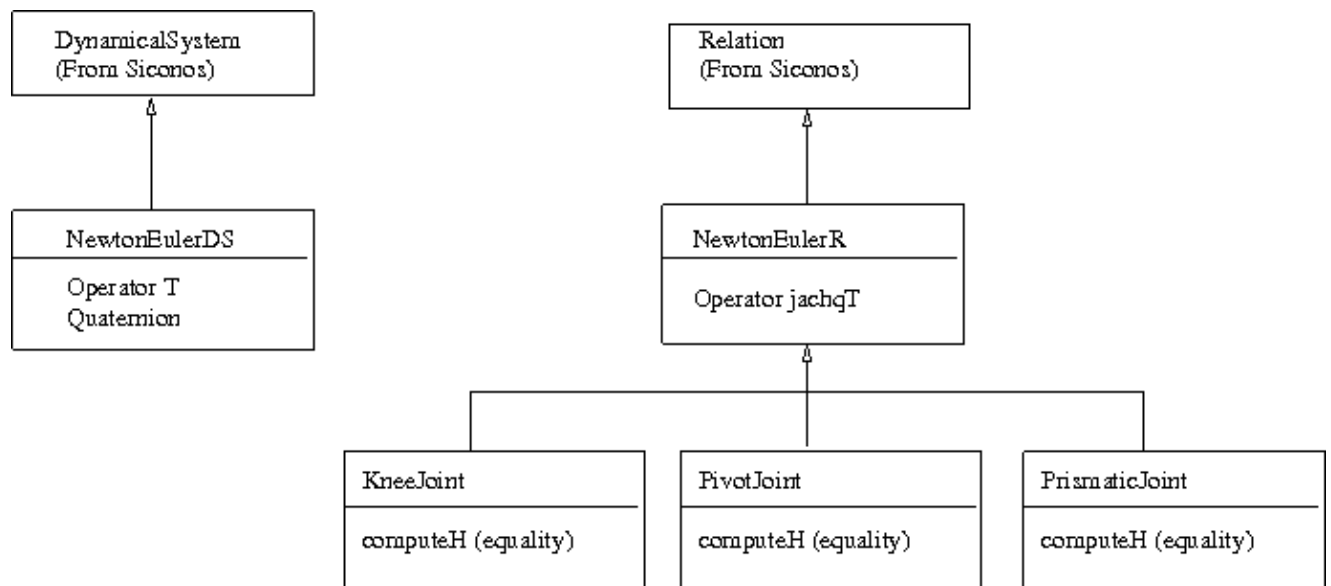 DynamicalSystem
(From Siconos)
Relation
(From Siconos)
NewtonEulerDS
Operator T
Quaternion
NewtonEulerR
Operator jachqT
KneeJoint
computeH (equality)
PivotJoint
computeH (equality)
PrismaticJoint
computeH (equality)